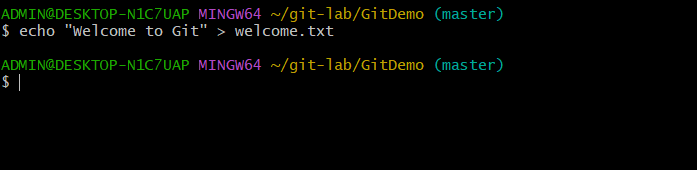 ADMIN@DESKTOP-N1C7UAP MINGW64 ~/git-lab/GitDemo (master)
$ echo "Welcome to Git" > welcome.txt
ADMIN@DESKTOP-N1C7UAP MINGW64 ~/git-lab/GitDemo (master)
$